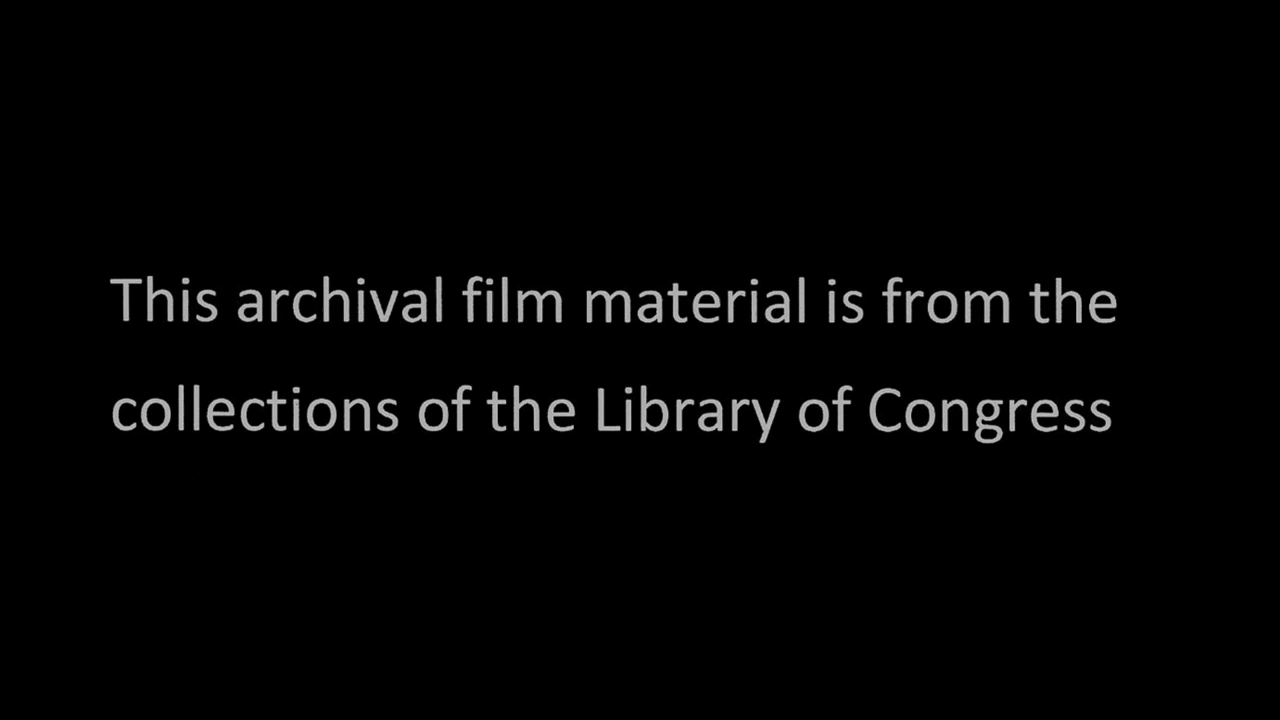 This archival film material is from the
collections of the Library of Congress